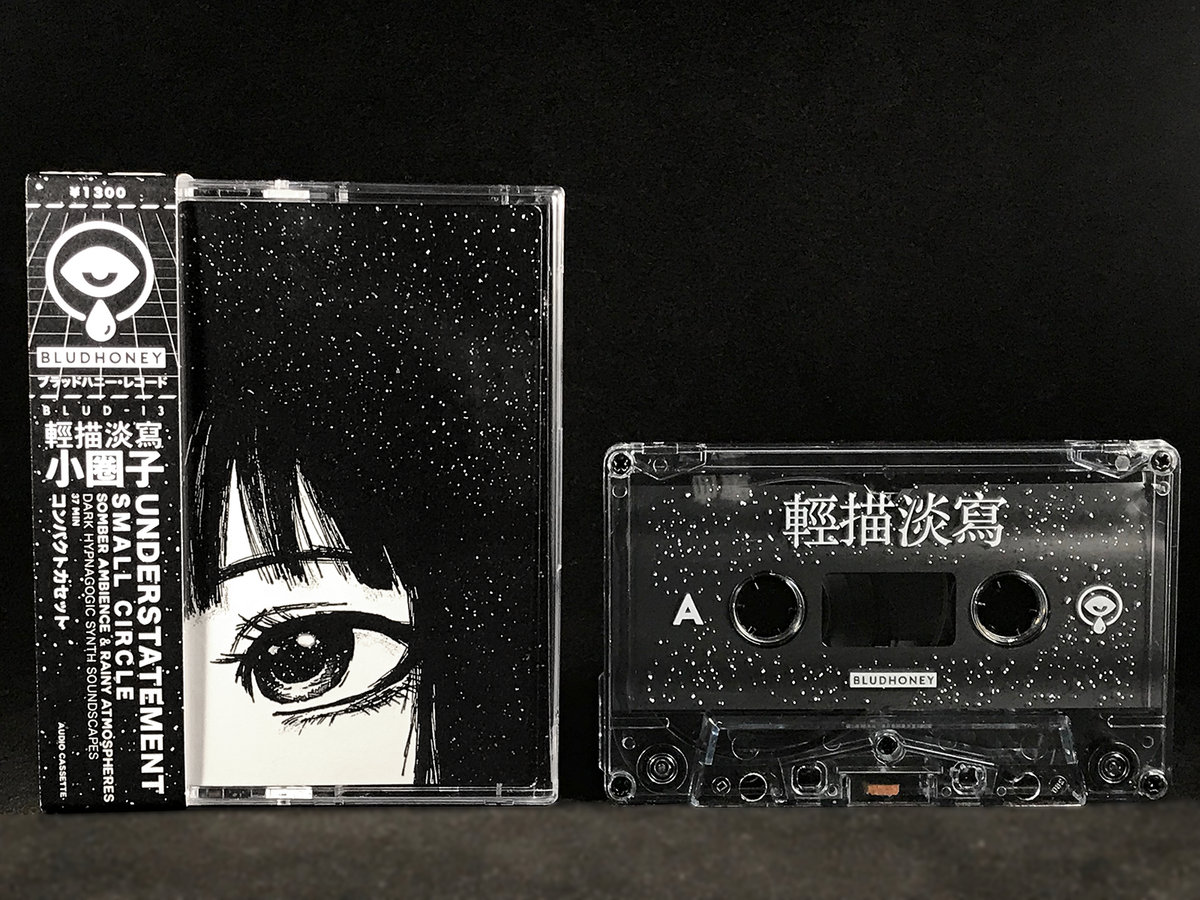 ¥1300
BLUDHONEY
ブラッドハニー・レコード
BLUD-13
輕描淡寫
小圈子
UNDERSTATEMENT
SMALL CIRCLE
SOMBER AMBIENCE & RAINY ATMOSPHERES
DARK HYPNAGOGIC SYNTH SOUNDSCAPES
37 MIN
コンパクトカセット
AUDIO CASSETTE
輕描淡寫
A
BLUDHONEY